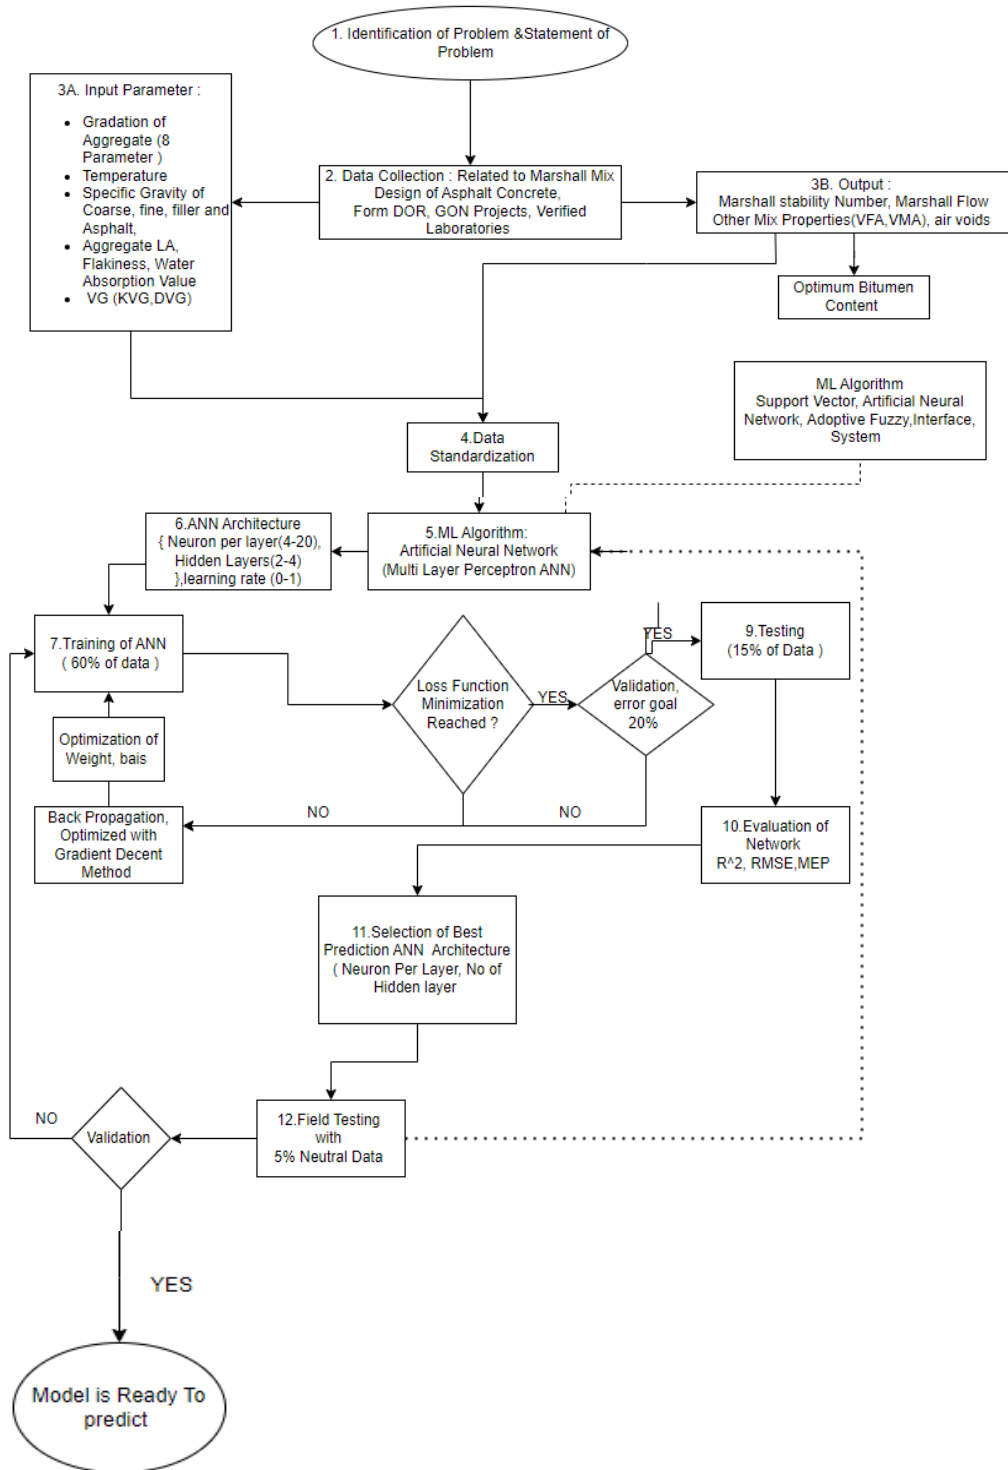 1. Identification of Problem &Statement of
Problem
3A. Input Parameter :
Gradation of
Aggregate (8
Parameter )
Temperature
Specific Gravity of
Coarse, fine, filler and
Asphalt,
Aggregate LA,
Flakiness, Water
Absorption Value
VG (KVG,DVG)
2. Data Collection : Related to Marshall Mix
Design of Asphalt Concrete,
Form DOR, GON Projects, Verified
Laboratories
3B. Output :
Marshall stability Number, Marshall Flow
Other Mix Properties(VFA,VMA), air voids
Optimum Bitumen
Content
ML Algorithm
Support Vector, Artificial Neural
Network, Adoptive Fuzzy,Interface,
System
4.Data
Standardization
5.ML Algorithm:
Artificial Neural Network
(Multi Layer Perceptron ANN)
6.ANN Architecture
{ Neuron per layer(4-20),
Hidden Layers(2-4)
},learning rate (0-1)
7.Training of ANN
( 60% of data )
Loss Function
Minimization
Reached ?
YES
Validation,
error goal
20%
YES
9.Testing
(15% of Data )
Optimization of
Weight, bais
Back Propagation,
Optimized with
Gradient Decent
Method
NO
NO
10.Evaluation of
Network
R^2, RMSE,MEP
11.Selection of Best
Prediction ANN Architecture
( Neuron Per Layer, No of
Hidden layer
12.Field Testing
with
5% Neutral Data
Validation
NO
YES
Model is Ready To
predict